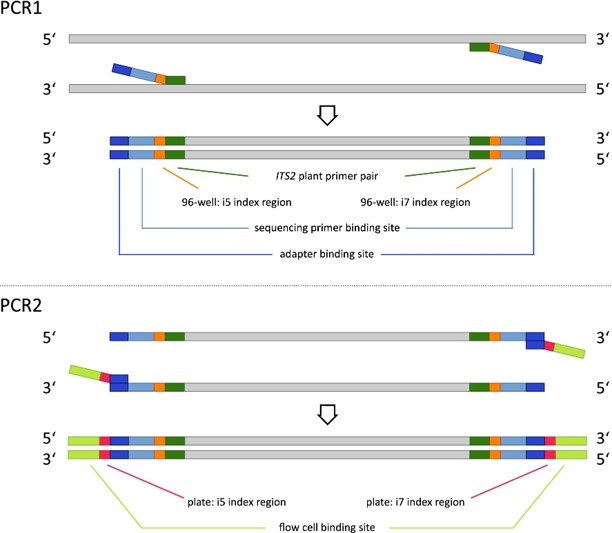 PCR1
5‘ 3‘
3‘ 5‘
5‘ 3‘
3‘ 5‘
ITS2 plant primer pair
96-well: i5 index region 96-well: i7 index region
sequencing primer binding site
adapter binding site
PCR2
5‘ 3‘
3‘ 5‘
5‘ 3‘
3‘ 5‘
plate: i5 index region plate: i7 index region
flow cell binding site